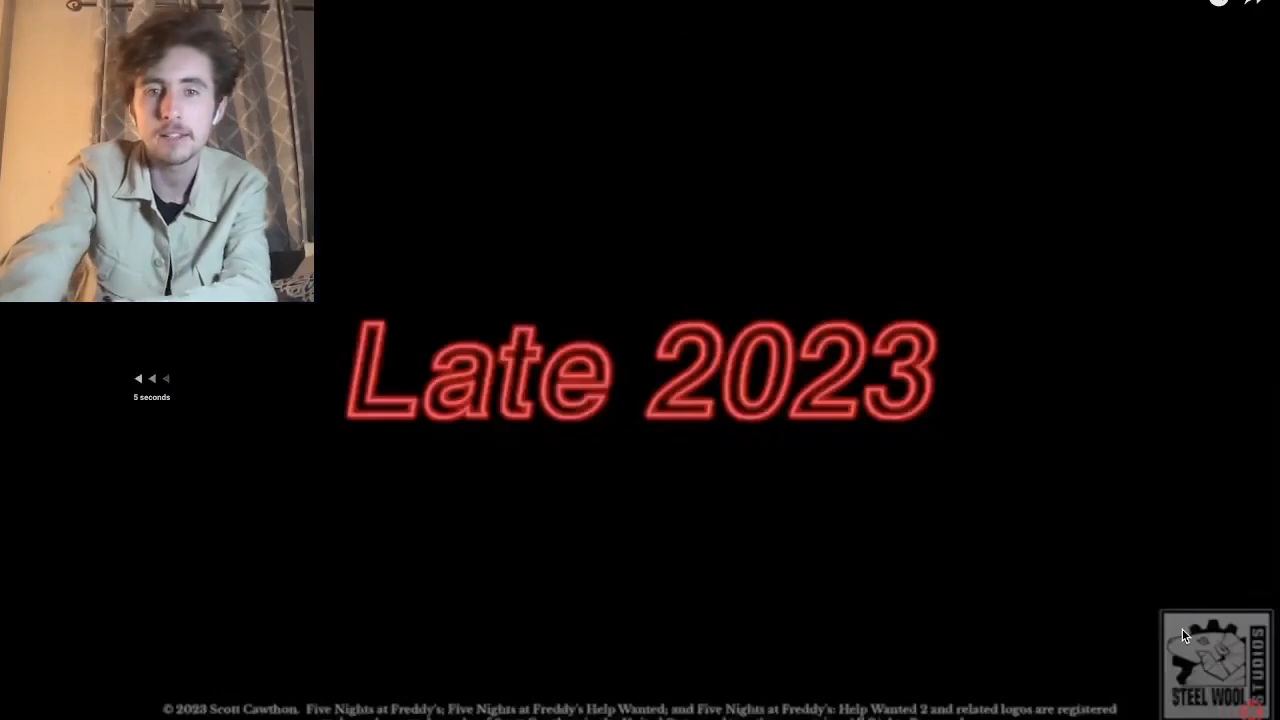 Late 2023
5 seconds
STEEL WOOL
STUDIOS
© 2023 Scott Cawthon. Five Nights at Freddy's; Five Nights at Freddy's Help Wanted; and Five Nights at Freddy's: Help Wanted 2 and related logos are registered